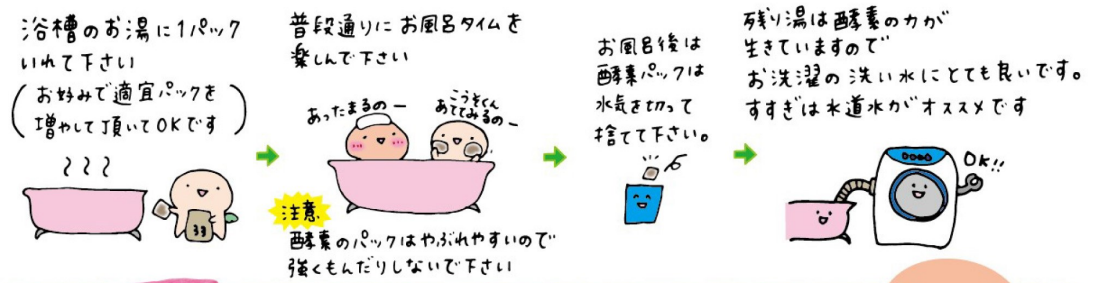 浴槽のお湯に1パック
いれて下さい
(お好みで適宜パックを
増やして頂いてOKです)
普段通りにお風呂タイムを
楽しんで下さい
あったまるのー
こうそくん
あててみるのー
注意
酵素のパックはやぶれやすいので
強くもんだりしないで下さい
お風呂後は
酵素パックは
水気を切って
捨てて下さい。
残り湯は酵素の力が
生きていますので
お洗濯の洗い水にとても良いです。
すすぎは水道水がオススメです
OK!!